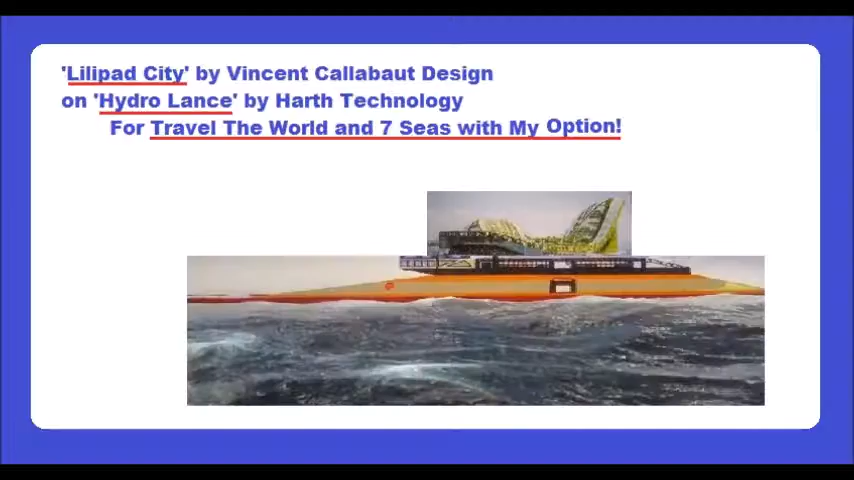 'Lilipad City' by Vincent Callabaut Design
on 'Hydro Lance' by Harth Technology
For Travel The World and 7 Seas with My Option!